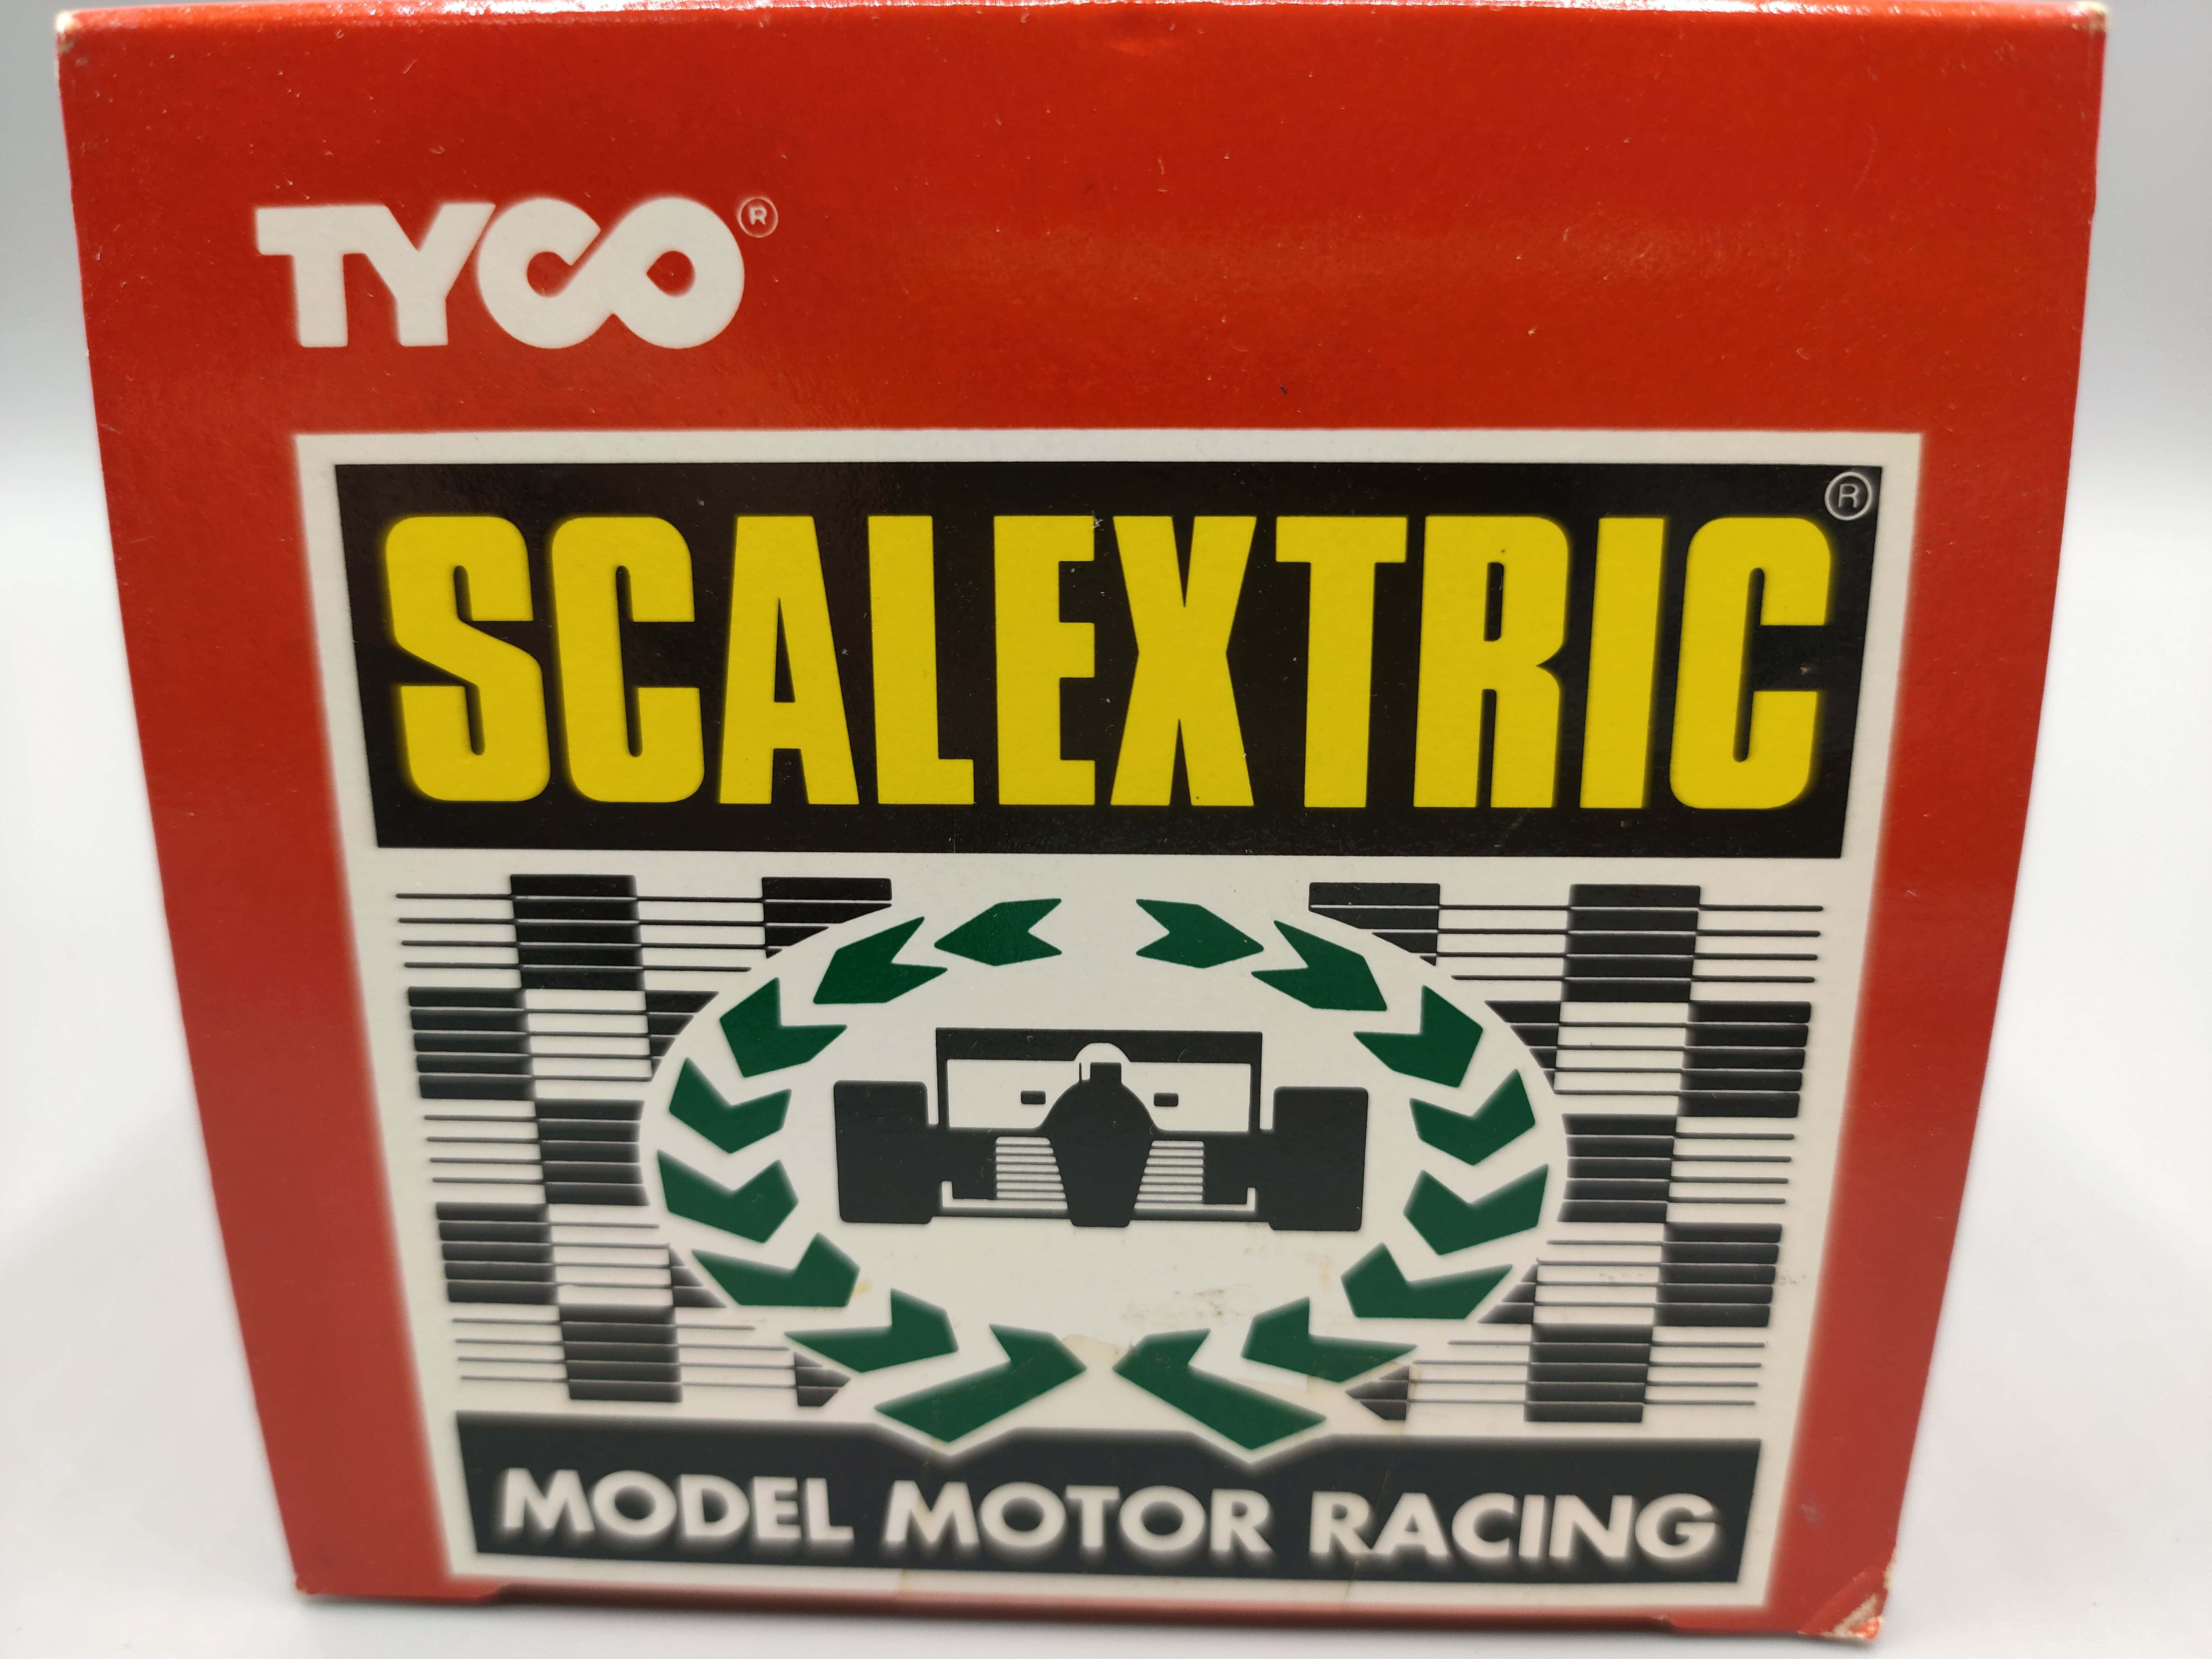 TYCO®
SCALEXTRIC®
MODEL MOTOR RACING